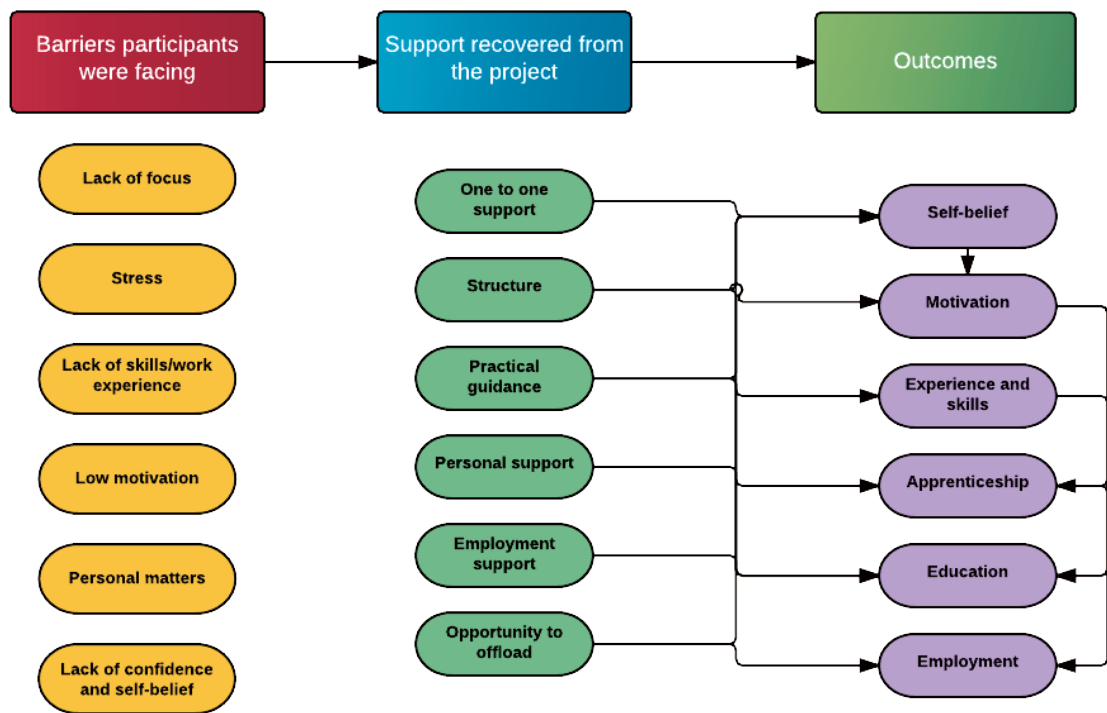 Barriers participants
were facing
Support recovered from
the project
Outcomes
Lack of focus
Stress
Lack of skills/work
experience
Low motivation
Personal matters
Lack of confidence
and self-belief
One to one
support
Structure
Practical
guidance
Personal support
Employment
support
Opportunity to
offload
Self-belief
Motivation
Experience and
skills
Apprenticeship
Education
Employment